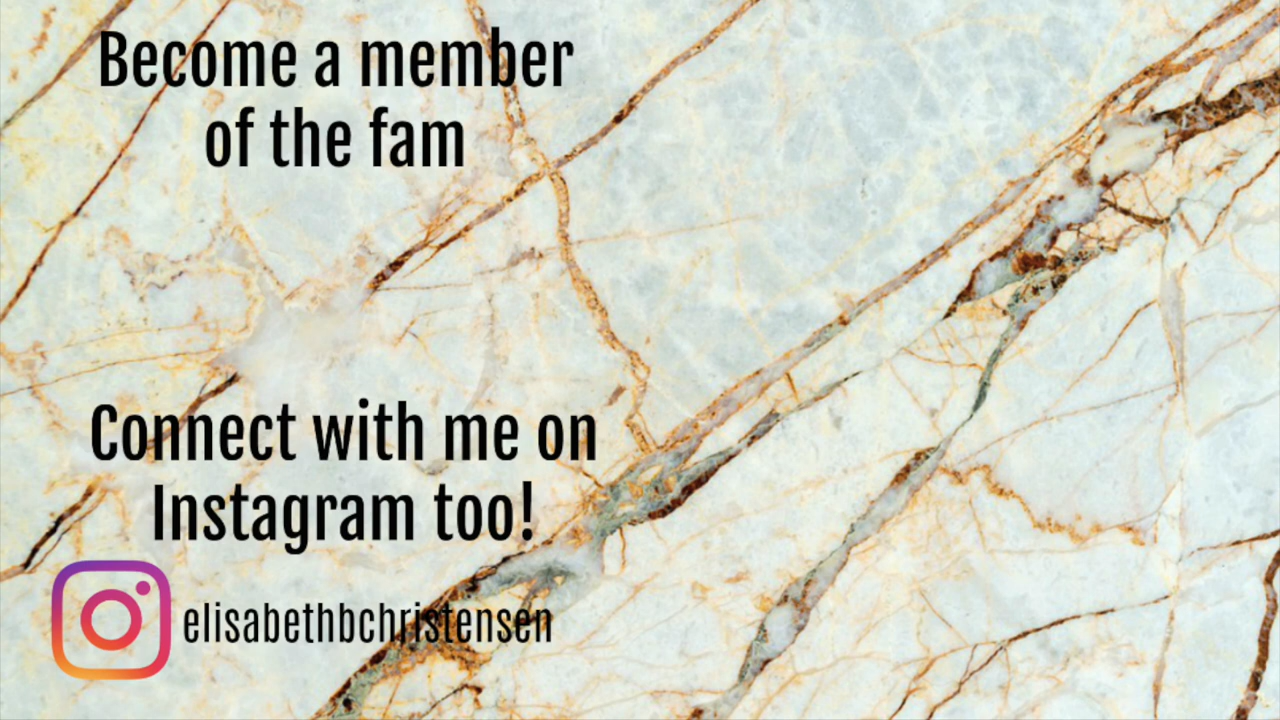 Become a member
of the fam
Connect with me on
Instagram too!
elisabethbchristensen